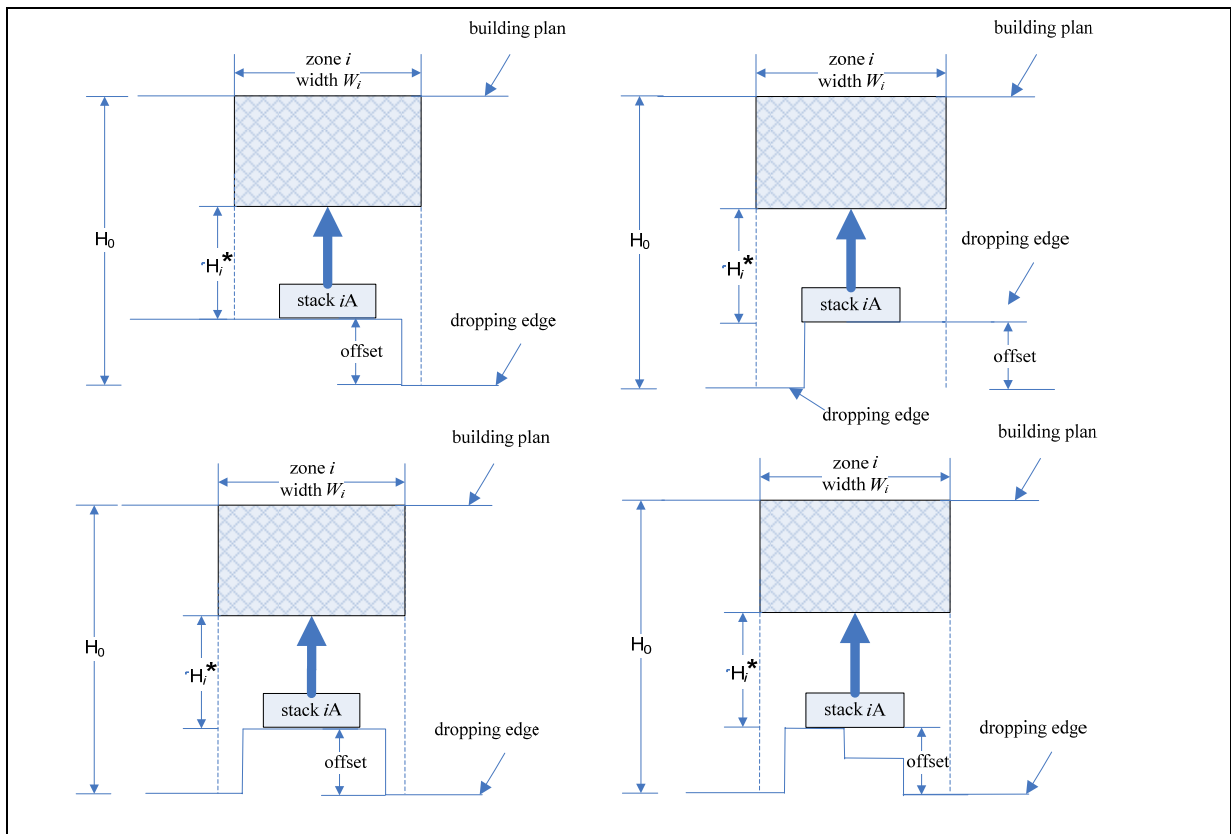 building plan
zone i
width Wi
H0
Hi*
stack iA
offset
dropping edge
building plan
zone i
width Wi
H0
Hi*
stack iA
dropping edge
offset
dropping edge
building plan
zone i
width Wi
H0
Hi*
stack iA
offset
dropping edge
building plan
zone i
width Wi
H0
Hi*
stack iA
offset
dropping edge